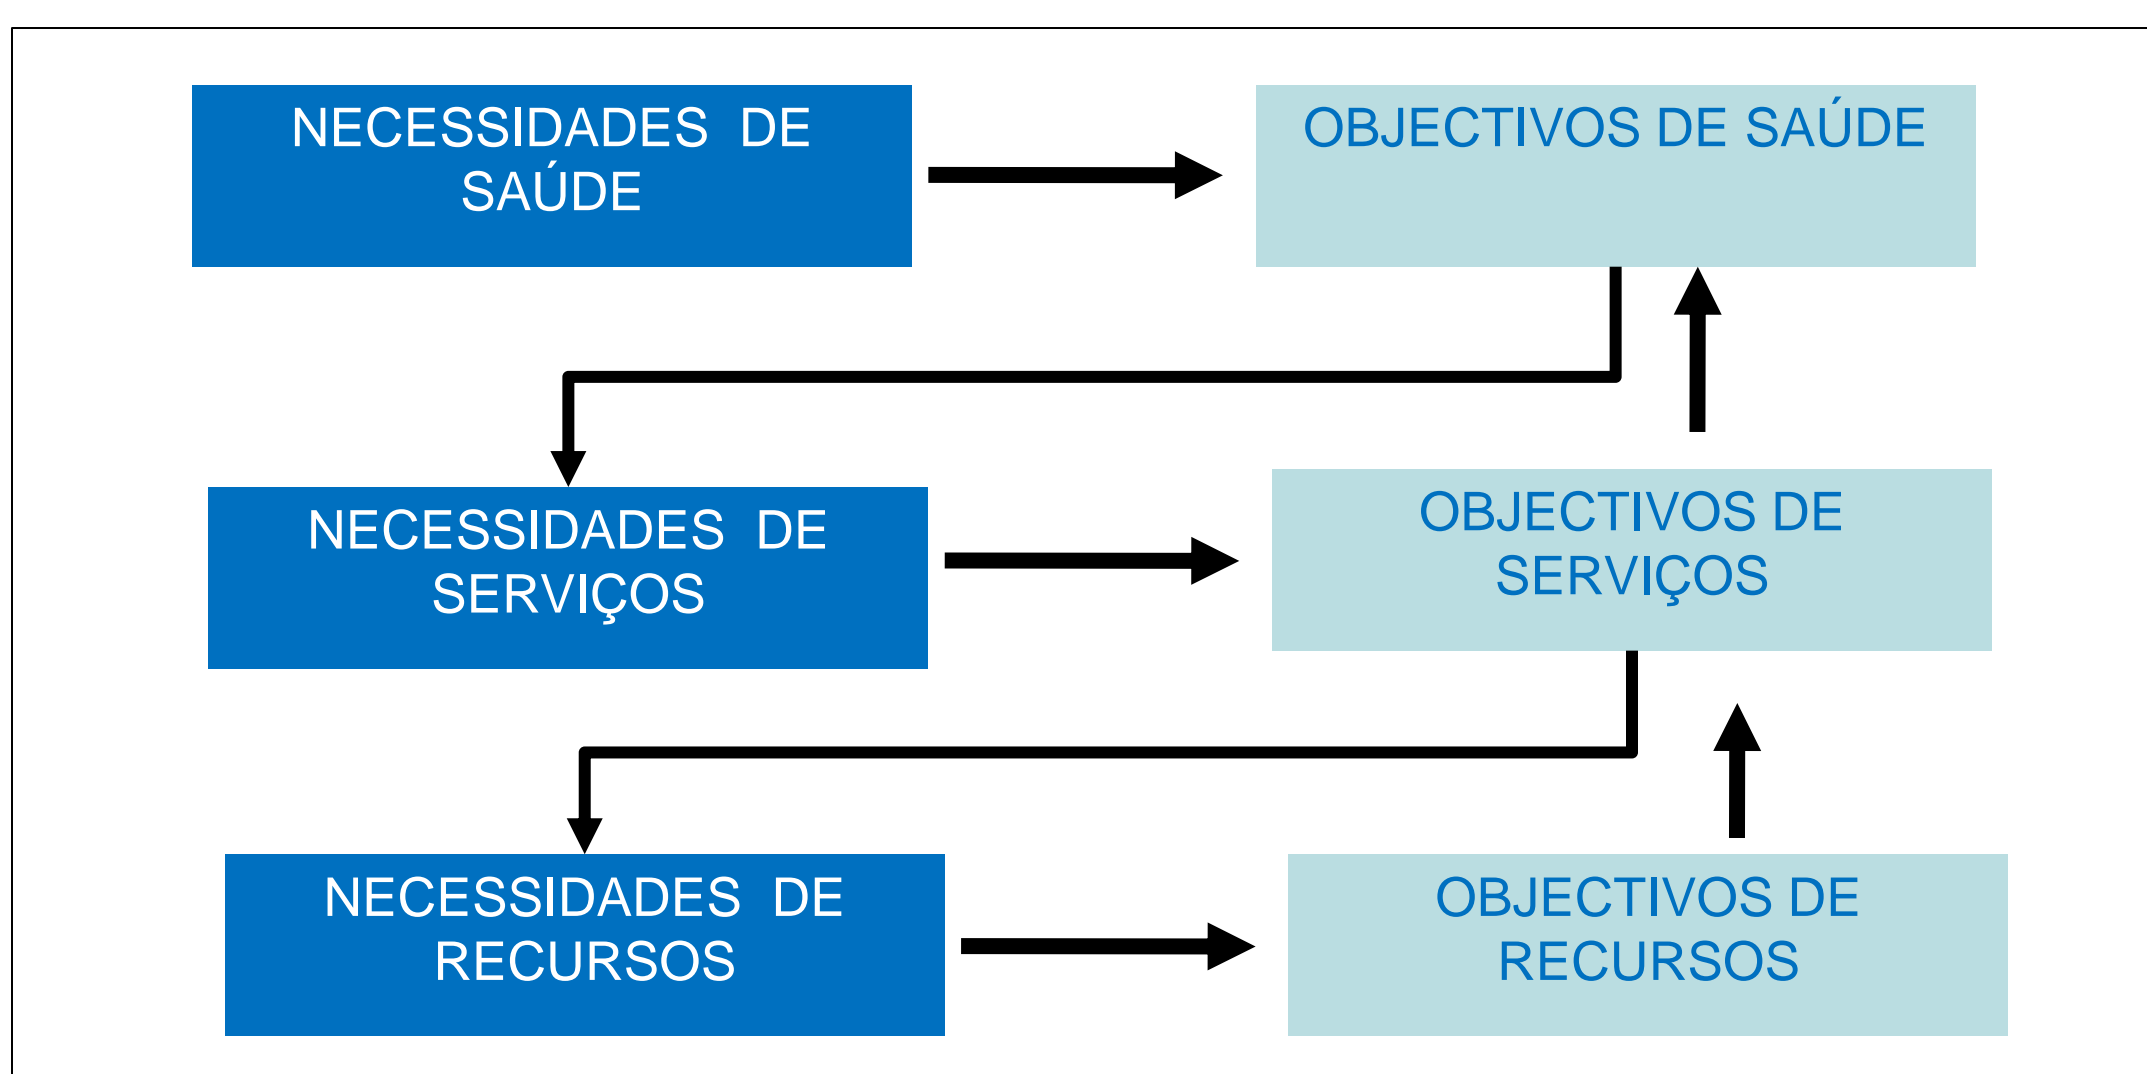 NECESSIDADES  DE
SAÚDE
OBJECTIVOS DE SAÚDE
NECESSIDADES  DE
SERVIÇOS
OBJECTIVOS DE
SERVIÇOS
NECESSIDADES  DE
RECURSOS
OBJECTIVOS DE
RECURSOS